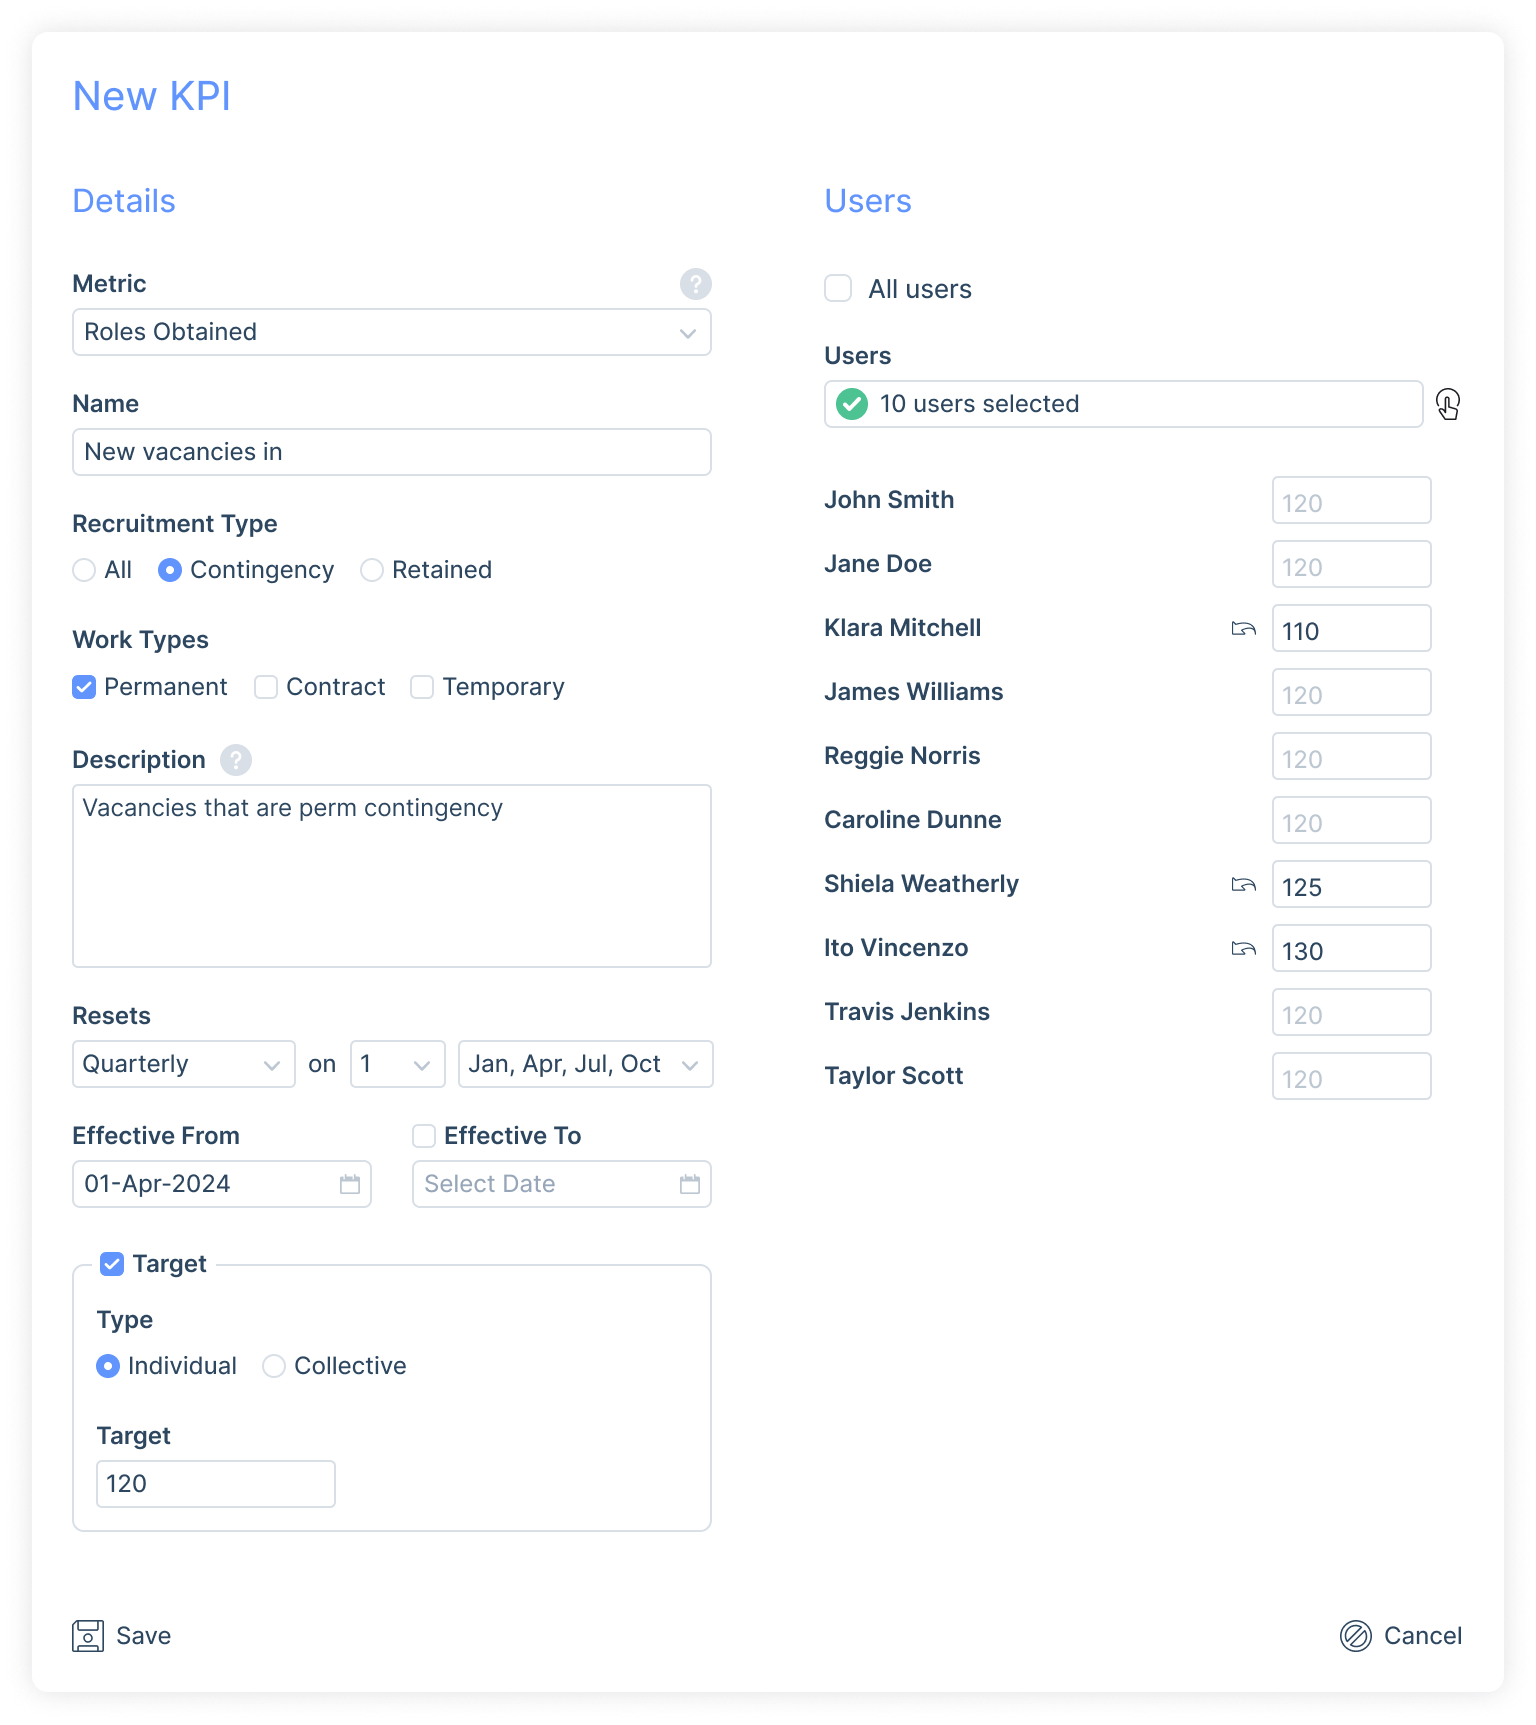 New KPI
Details
Metric
?
Roles Obtained
Name
New vacancies in
Recruitment Type
All Contingency Retained
Work Types
Permanent Contract Temporary
Description ?
Vacancies that are perm contingency
Resets
Quarterly on 1 Jan, Apr, Jul, Oct
Effective From Effective To
01-Apr-2024 Select Date
Target
Type
Individual Collective
Target
120
Users
All users
Users
10 users selected
John Smith 120
Jane Doe 120
Klara Mitchell 110
James Williams 120
Reggie Norris 120
Caroline Dunne 120
Shiela Weatherly 125
Ito Vincenzo 130
Travis Jenkins 120
Taylor Scott 120
Save Cancel